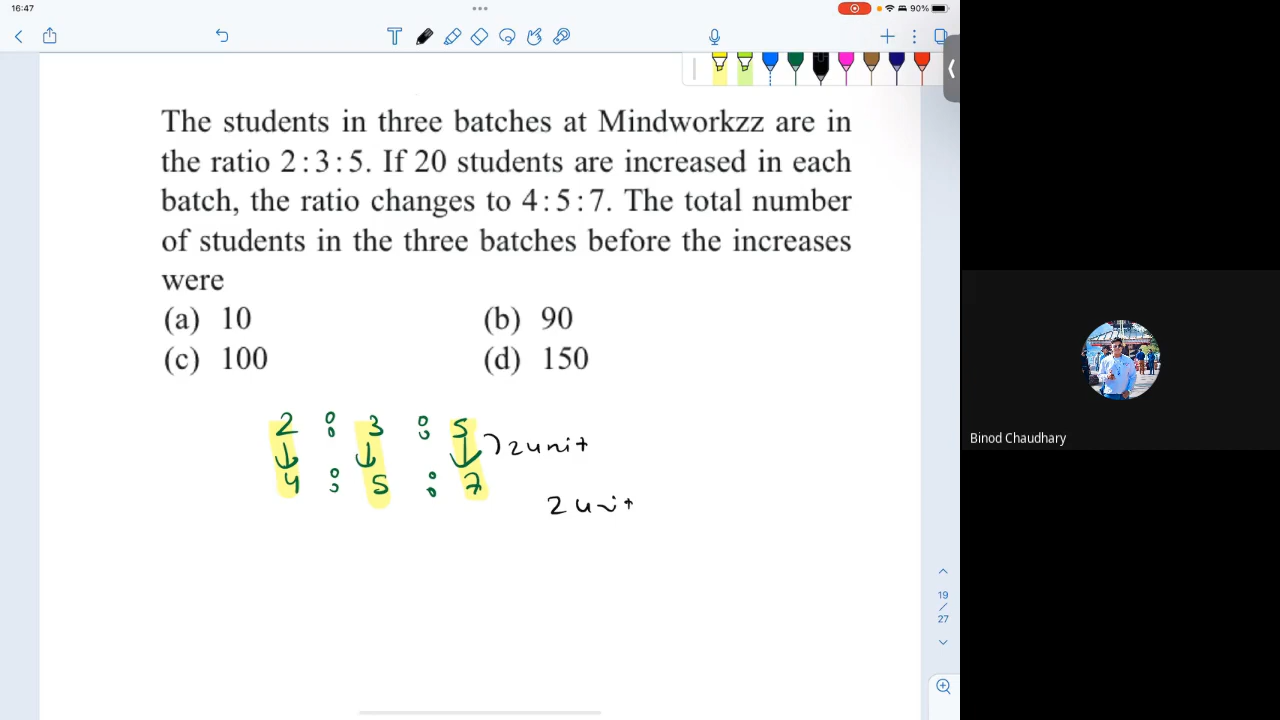 16:47
90%
The students in three batches at Mindworkzz are in
the ratio 2:3:5. If 20 students are increased in each
batch, the ratio changes to 4:5:7. The total number
of students in the three batches before the increases
were
(a) 10 (b) 90
(c) 100 (d) 150
2 : 3 : 5 ) 2 unit
4 : 5 : 7
2 unit
Binod Chaudhary
19
/
27